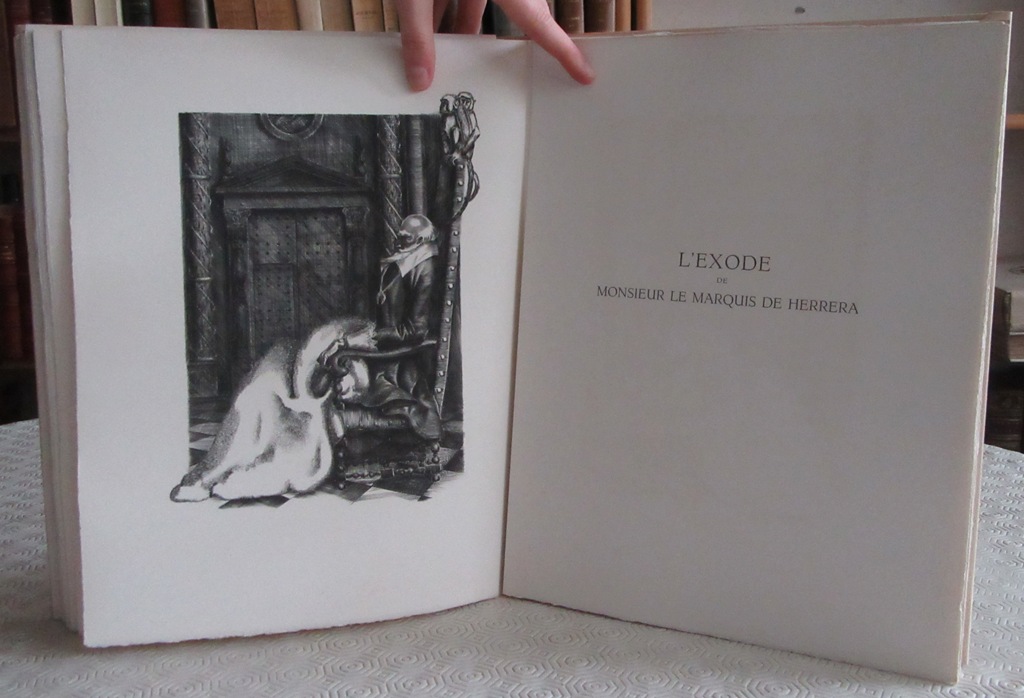 L'EXODE
DE
MONSIEUR LE MARQUIS DE HERRERA